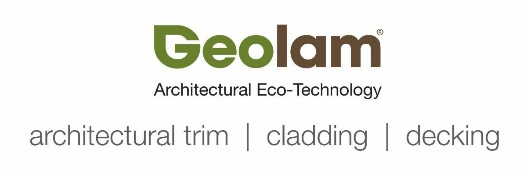 Geolam®
Architectural Eco-Technology
architectural trim | cladding | decking